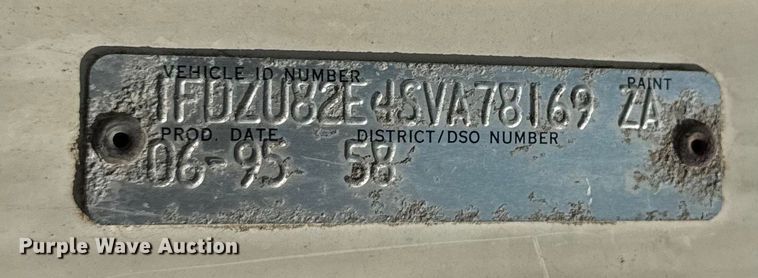 VEHICLE ID NUMBER PAINT
1FDZU82E4SVA78169 ZA
PROD. DATE DISTRICT/DSO NUMBER
06-95 58
Purple Wave Auction